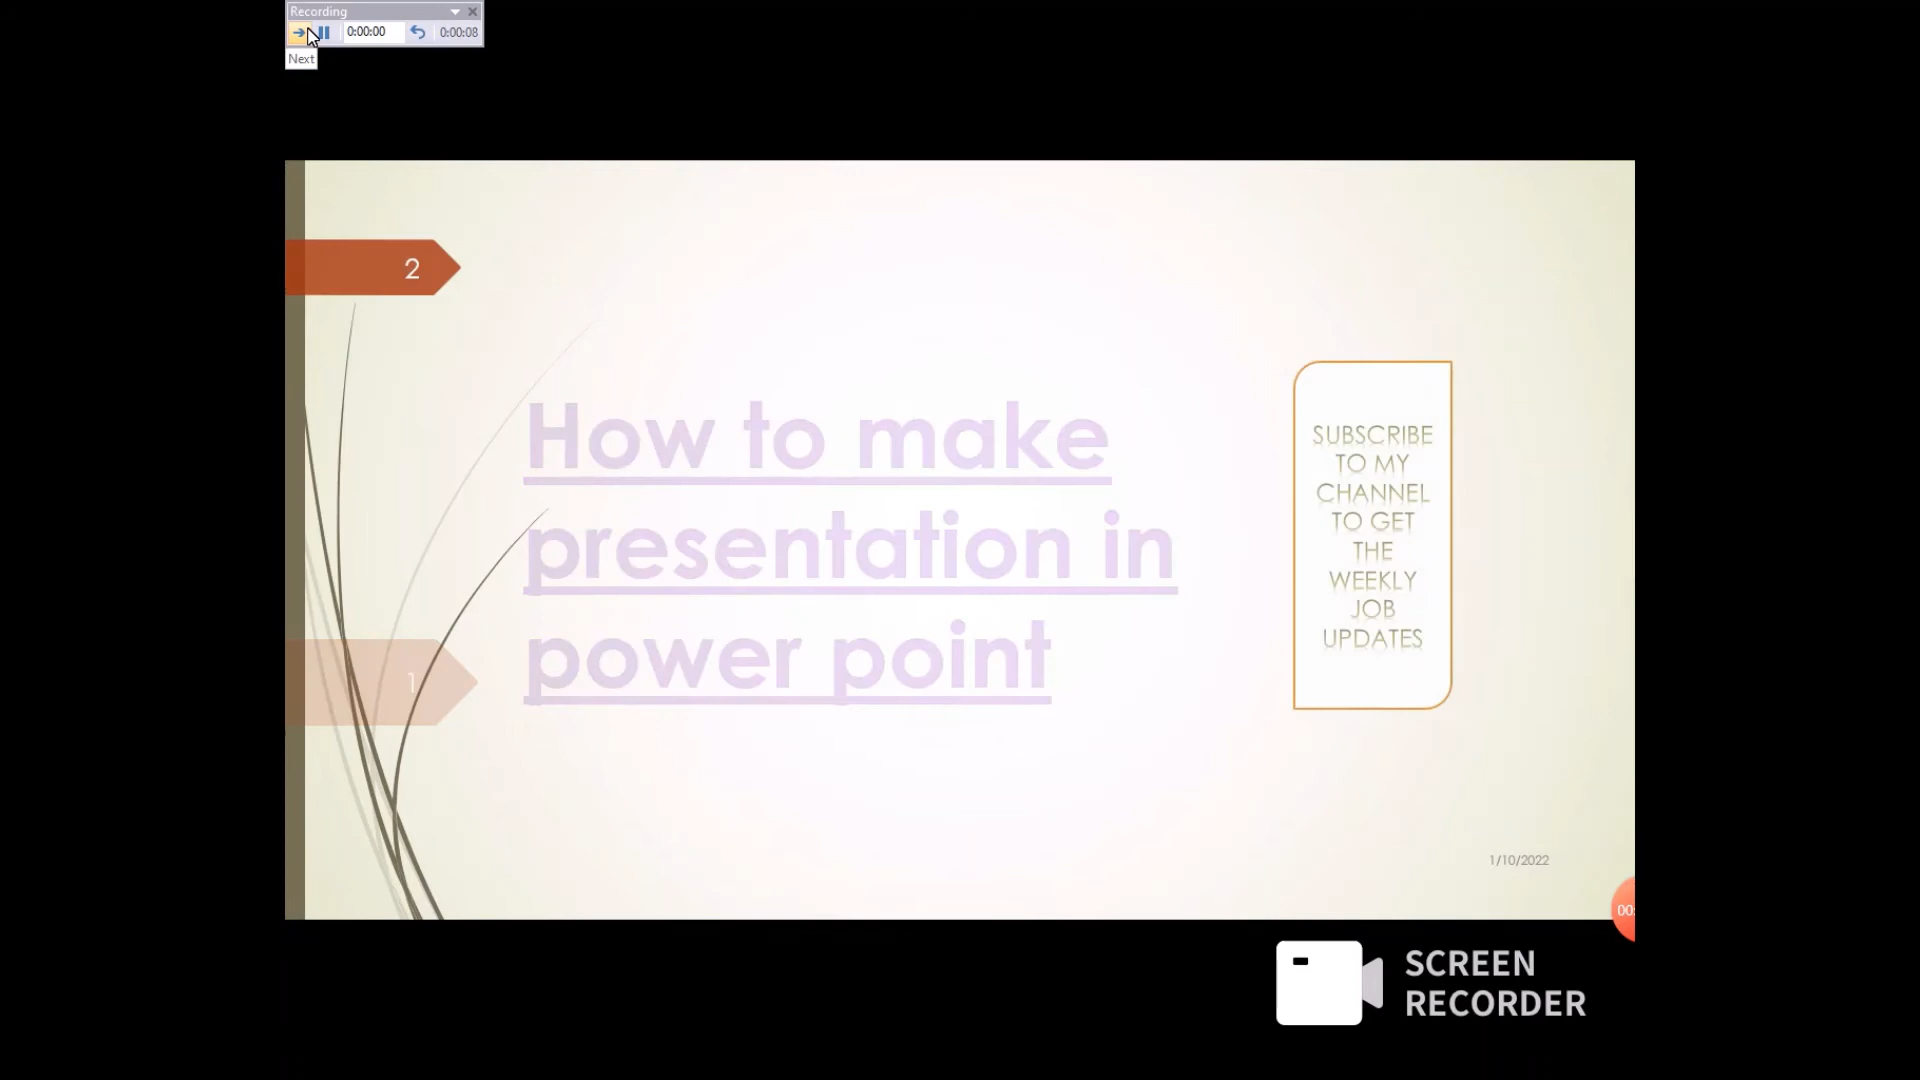 Recording
0:00:00
0:00:08
Next
2
How to make
presentation in
power point
1
SUBSCRIBE
TO MY
CHANNEL
TO GET
THE
WEEKLY
JOB
UPDATES
1/10/2022
00:
SCREEN
RECORDER